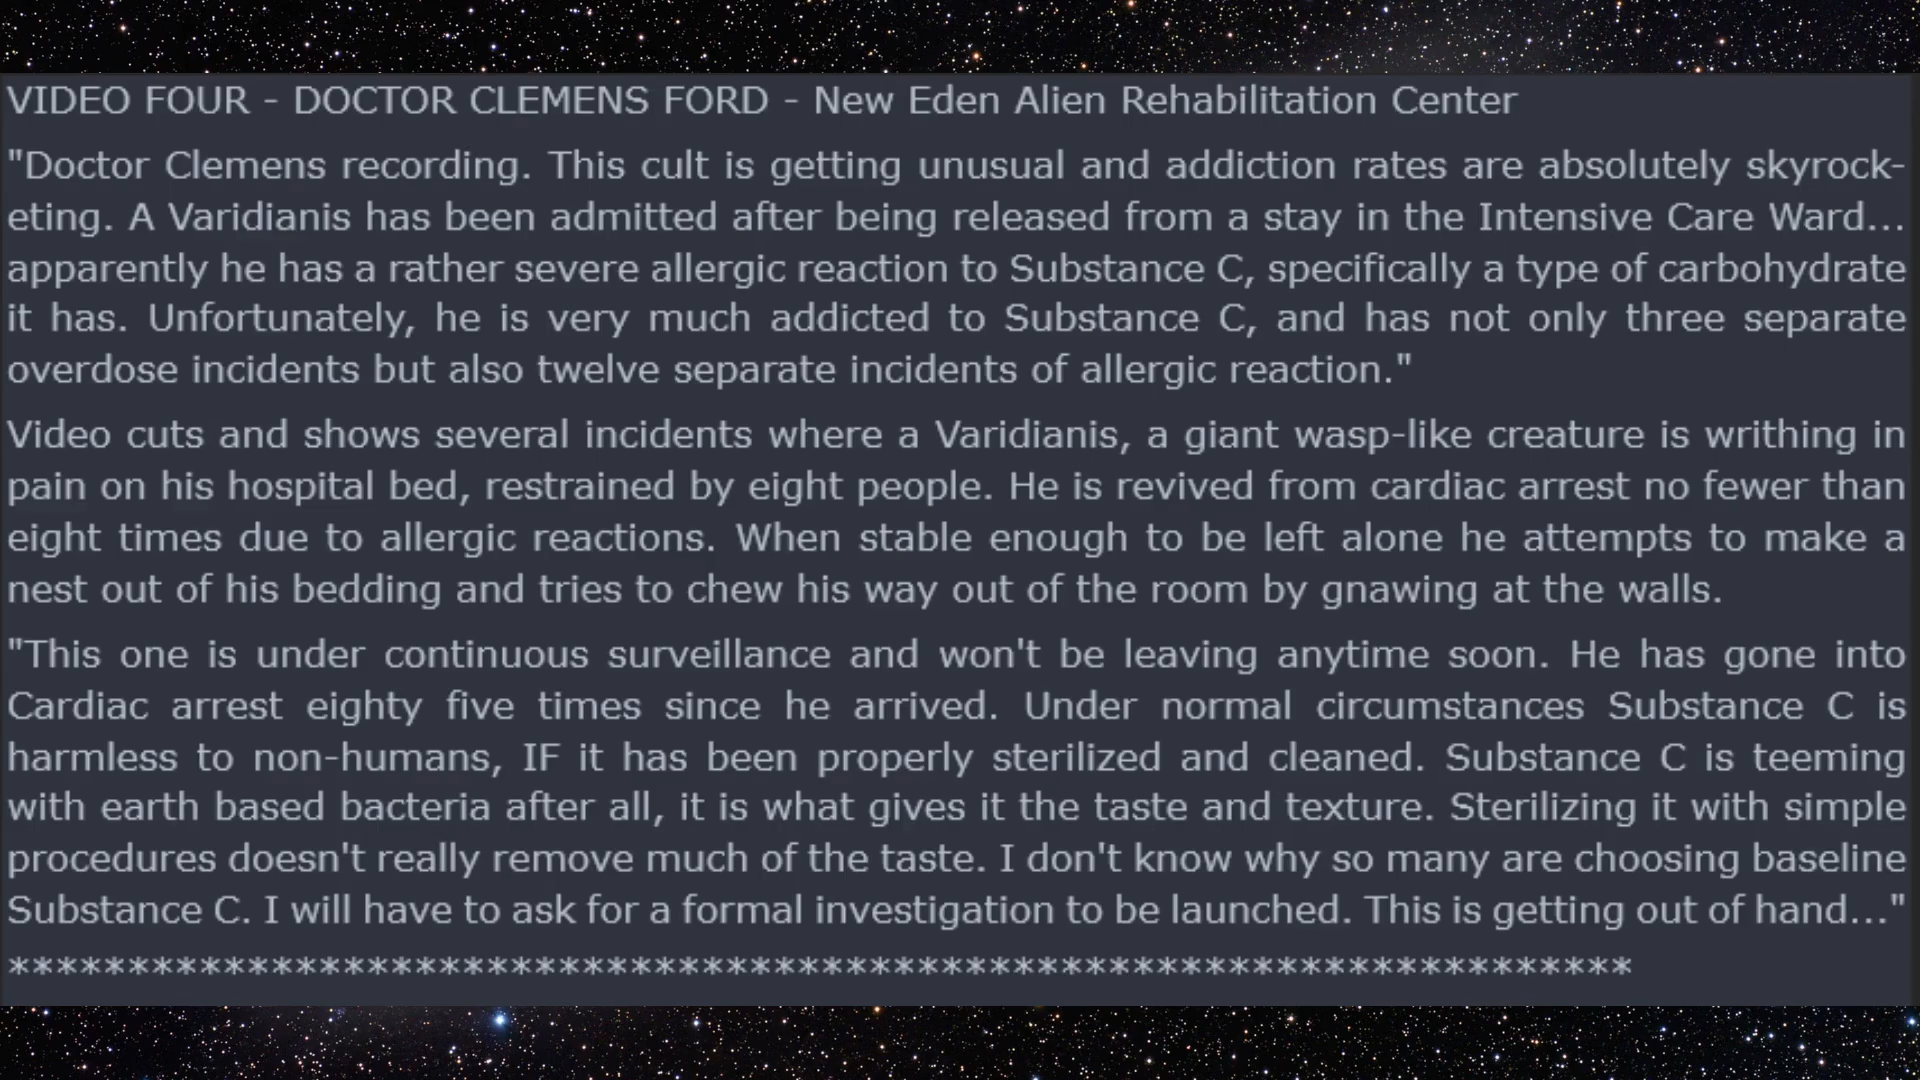 VIDEO FOUR - DOCTOR CLEMENS FORD - New Eden Alien Rehabilitation Center
"Doctor Clemens recording. This cult is getting unusual and addiction rates are absolutely skyrock-
eting. A Varidianis has been admitted after being released from a stay in the Intensive Care Ward...
apparently he has a rather severe allergic reaction to Substance C, specifically a type of carbohydrate
it has. Unfortunately, he is very much addicted to Substance C, and has not only three separate
overdose incidents but also twelve separate incidents of allergic reaction."
Video cuts and shows several incidents where a Varidianis, a giant wasp-like creature is writhing in
pain on his hospital bed, restrained by eight people. He is revived from cardiac arrest no fewer than
eight times due to allergic reactions. When stable enough to be left alone he attempts to make a
nest out of his bedding and tries to chew his way out of the room by gnawing at the walls.
"This one is under continuous surveillance and won't be leaving anytime soon. He has gone into
Cardiac arrest eighty five times since he arrived. Under normal circumstances Substance C is
harmless to non-humans, IF it has been properly sterilized and cleaned. Substance C is teeming
with earth based bacteria after all, it is what gives it the taste and texture. Sterilizing it with simple
procedures doesn't really remove much of the taste. I don't know why so many are choosing baseline
Substance C. I will have to ask for a formal investigation to be launched. This is getting out of hand..."
********************************************************************